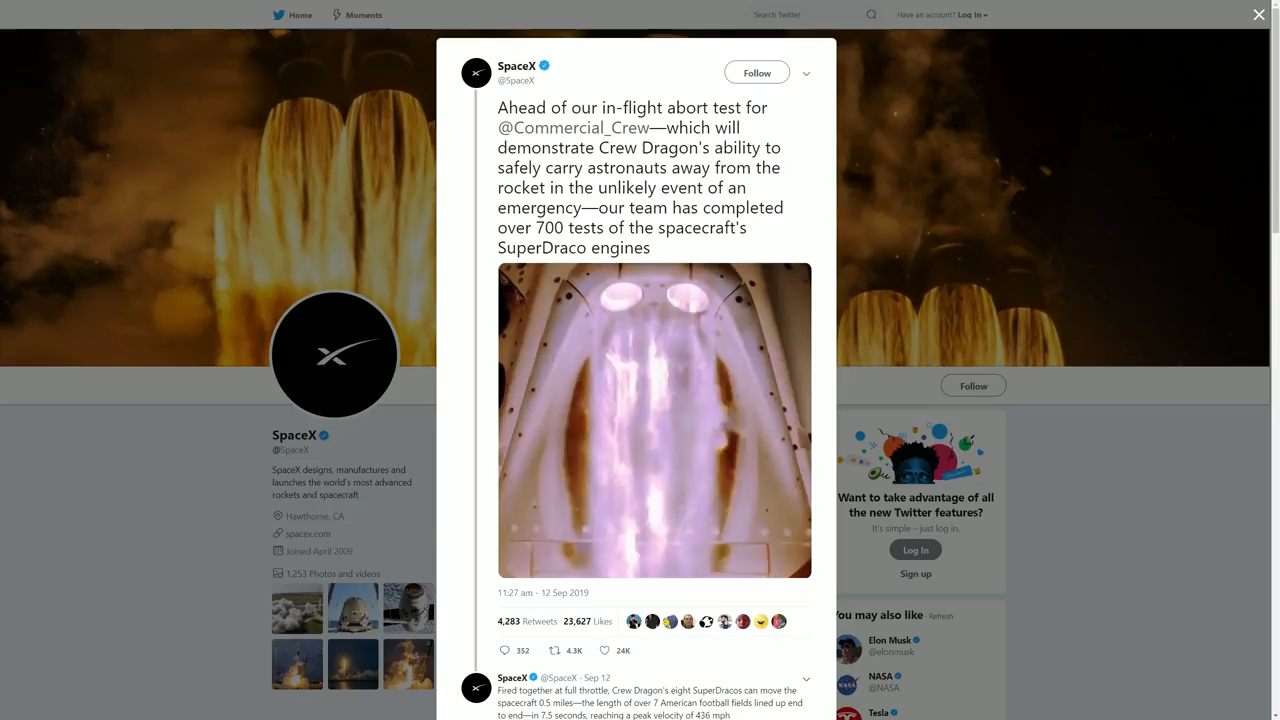 Home
Moments
Search Twitter
Have an account? Log In
SpaceX
@SpaceX
Follow
Ahead of our in-flight abort test for
@Commercial_Crew—which will
demonstrate Crew Dragon's ability to
safely carry astronauts away from the
rocket in the unlikely event of an
emergency—our team has completed
over 700 tests of the spacecraft's
SuperDraco engines
11:27 am - 12 Sep 2019
4,283 Retweets 23,627 Likes
352 4.3K 24K
SpaceX @SpaceX · Sep 12
Fired together at full throttle, Crew Dragon's eight SuperDracos can move the
spacecraft 0.5 miles—the length of over 7 American football fields lined up end
to end—in 7.5 seconds, reaching a peak velocity of 436 mph
SpaceX
@SpaceX
SpaceX designs, manufactures and
launches the world's most advanced
rockets and spacecraft
Hawthorne, CA
spacex.com
Joined April 2009
1,253 Photos and videos
Follow
Want to take advantage of all
the new Twitter features?
It's simple – just log in.
Log In
Sign up
You may also like · Refresh
Elon Musk
@elonmusk
NASA
@NASA
Tesla